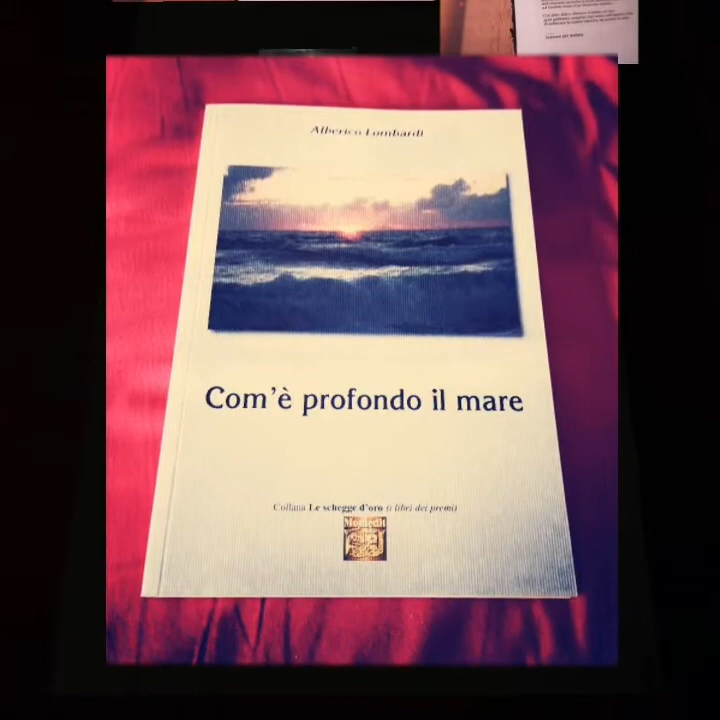 Alberico Lombardi
Com'è profondo il mare
Collana Le schegge d'oro (i libri dei premi)
Montedit